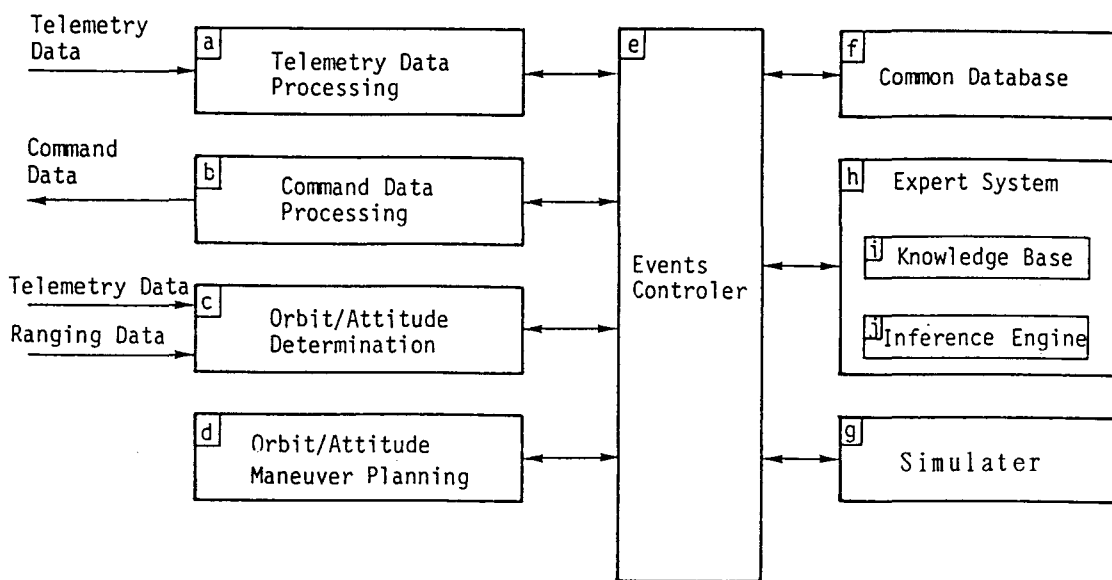 Telemetry
Data
a
Telemetry Data
Processing
Command
Data
b
Command Data
Processing
Telemetry Data
Ranging Data
c
Orbit/Attitude
Determination
d
Orbit/Attitude
Maneuver Planning
e
Events
Controler
f
Common Database
h
Expert System
i
Knowledge Base
j
Inference Engine
g
Simulater